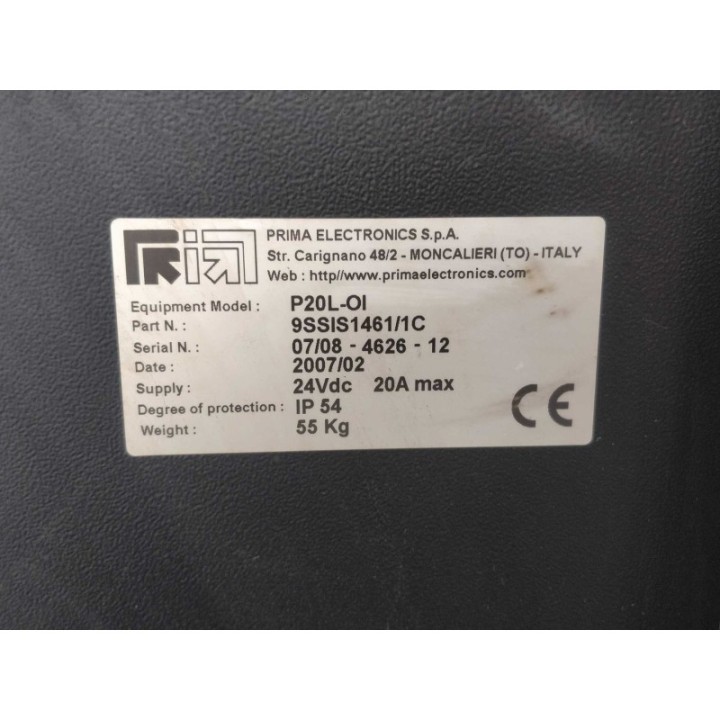 PRIMA ELECTRONICS S.p.A.
Str. Carignano 48/2 - MONCALIERI (TO) - ITALY
Web : http//www.primaelectronics.com
Equipment Model : P20L-OI
Part N. : 9SSIS1461/1C
Serial N. : 07/08 - 4626 - 12
Date : 2007/02
Supply : 24Vdc 20A max
Degree of protection : IP 54
Weight : 55 Kg
CE